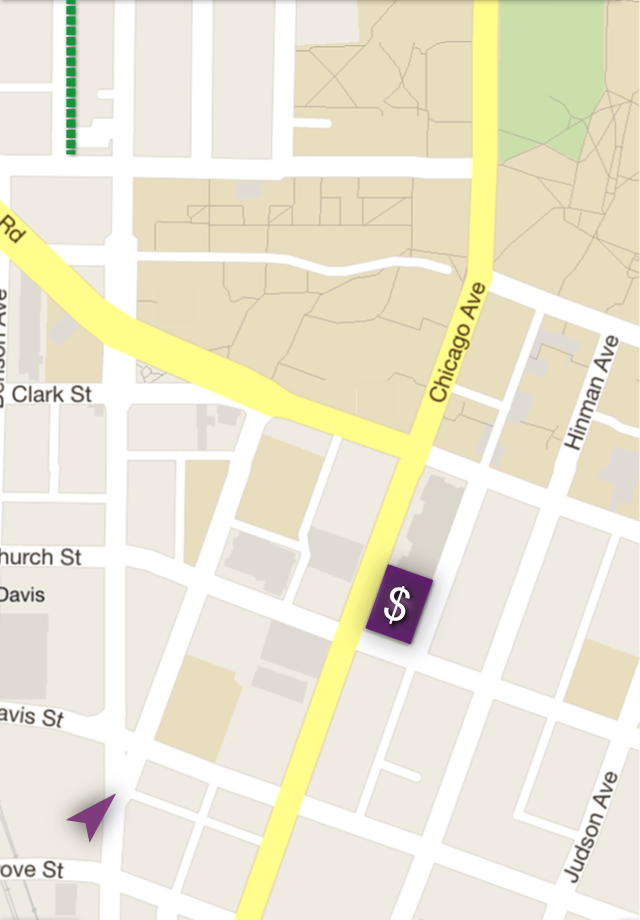 Rd
Chicago Ave
Hinman Ave
Clark St
hurch St
Davis
$
avis St
Judson Ave
ove St